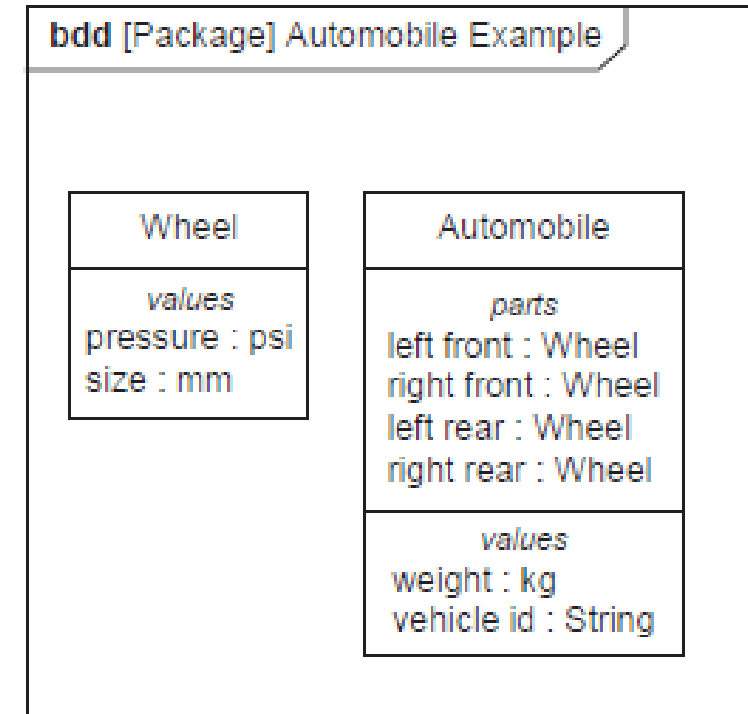 bdd [Package] Automobile Example
Wheel
values
pressure : psi
size : mm
Automobile
parts
left front : Wheel
right front : Wheel
left rear : Wheel
right rear : Wheel
values
weight : kg
vehicle id : String